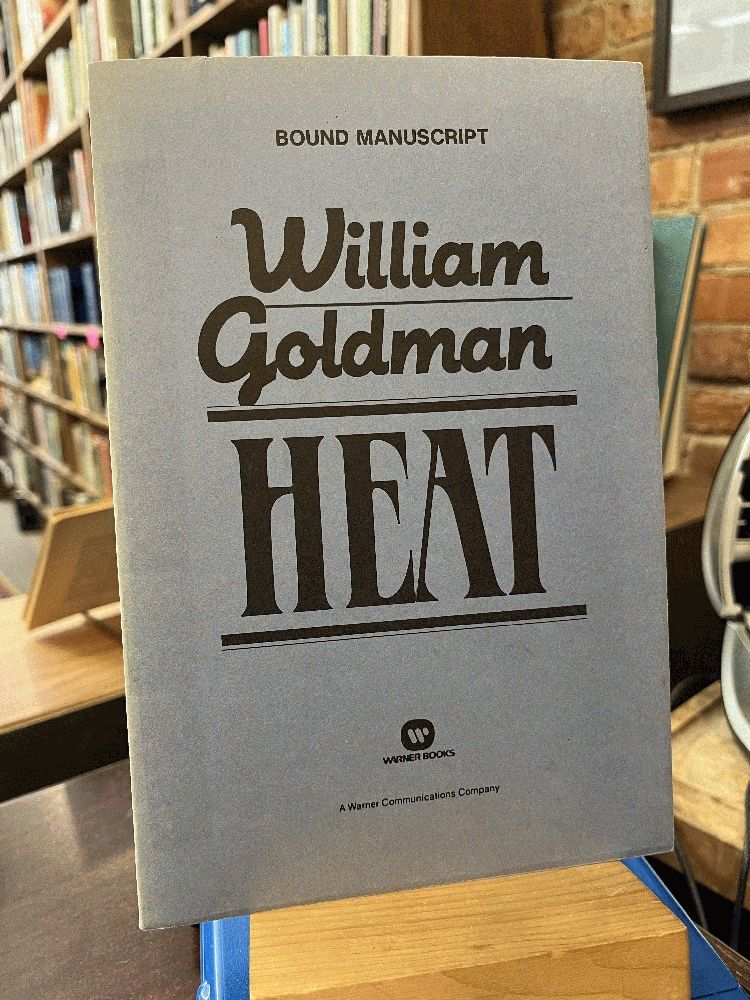 BOUND MANUSCRIPT
William
Goldman
HEAT
WARNER BOOKS
A Warner Communications Company